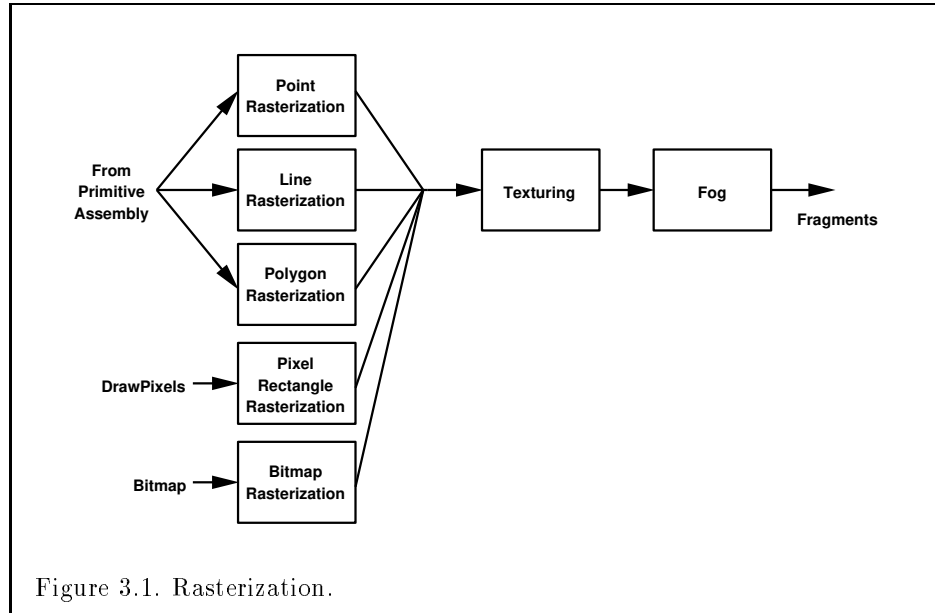 Point
Rasterization
From
Primitive
Assembly
Line
Rasterization
Polygon
Rasterization
Texturing
Fog
Fragments
DrawPixels
Pixel
Rectangle
Rasterization
Bitmap
Bitmap
Rasterization
Figure 3.1. Rasterization.